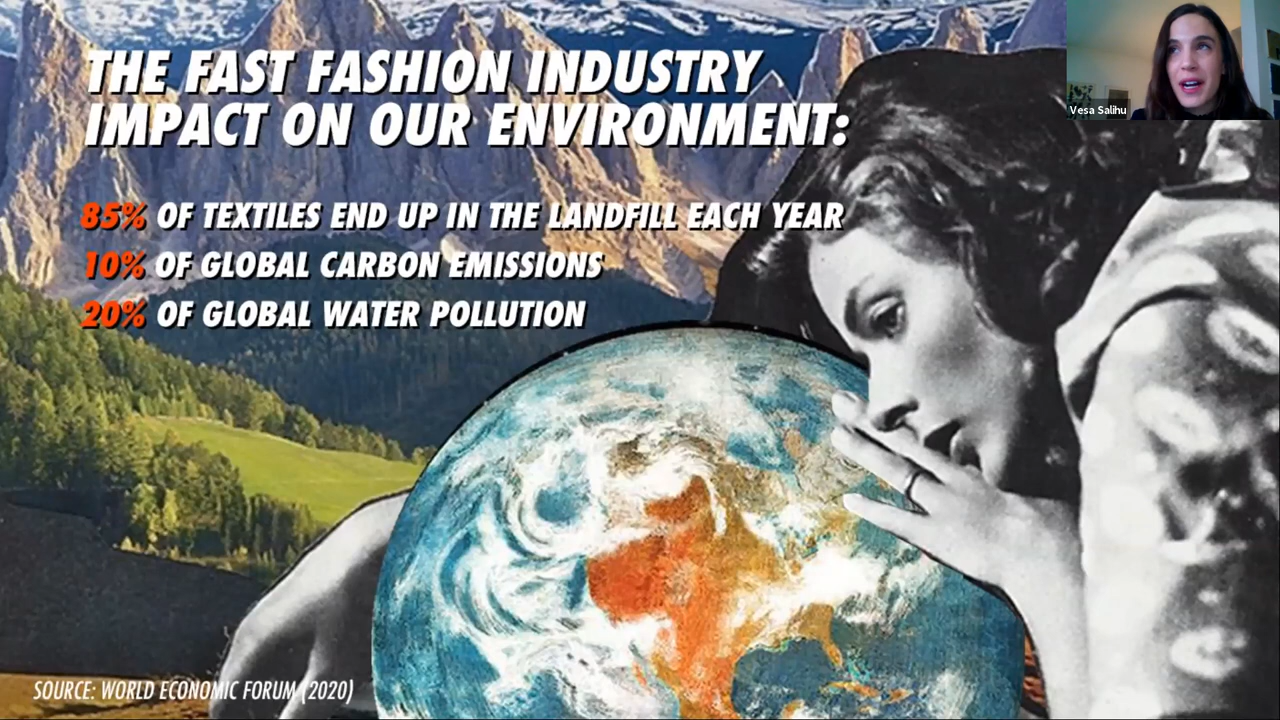 THE FAST FASHION INDUSTRY
IMPACT ON OUR ENVIRONMENT:
85% OF TEXTILES END UP IN THE LANDFILL EACH YEAR
10% OF GLOBAL CARBON EMISSIONS
20% OF GLOBAL WATER POLLUTION
SOURCE: WORLD ECONOMIC FORUM (2020)
Vesa Salihu